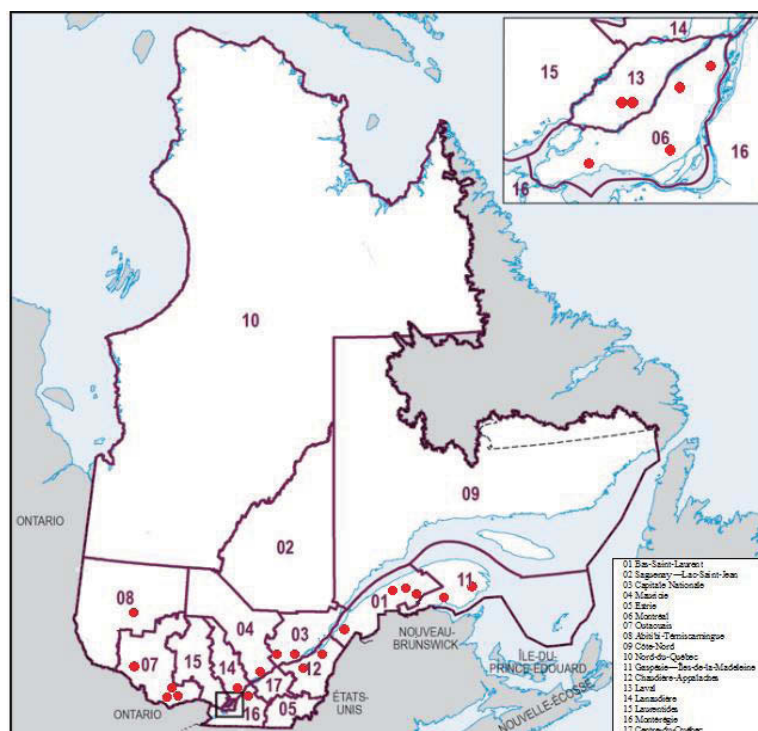 14
15
13
06
16
16
10
09
ONTARIO
02
08
11
01
04
03
NOUVEAU-
BRUNSWICK
07
15
12
14
17
ÎLE-DU-
PRINCE-ÉDOUARD
ÉTATS-
UNIS
16
05
ONTARIO
NOUVELLE-ÉCOSSE
01 Bas-Saint-Laurent
02 Saguenay—Lac-Saint-Jean
03 Capitale Nationale
04 Mauricie
05 Estrie
06 Montréal
07 Outaouais
08 Abitibi-Témiscamingue
09 Côte-Nord
10 Nord-du-Québec
11 Gaspésie—Îles-de-la-Madeleine
12 Chaudière-Appalaches
13 Laval
14 Lanaudière
15 Laurentides
16 Montérégie
17 Centre-du-Québec